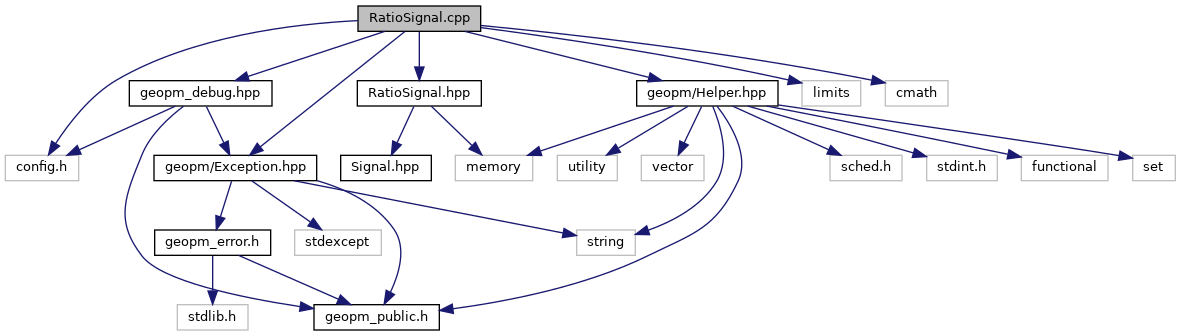 RatioSignal.cpp
geopm_debug.hpp
RatioSignal.hpp
geopm/Helper.hpp
limits
cmath
config.h
geopm/Exception.hpp
Signal.hpp
memory
utility
vector
sched.h
stdint.h
functional
set
geopm_error.h
stdexcept
string
stdlib.h
geopm_public.h